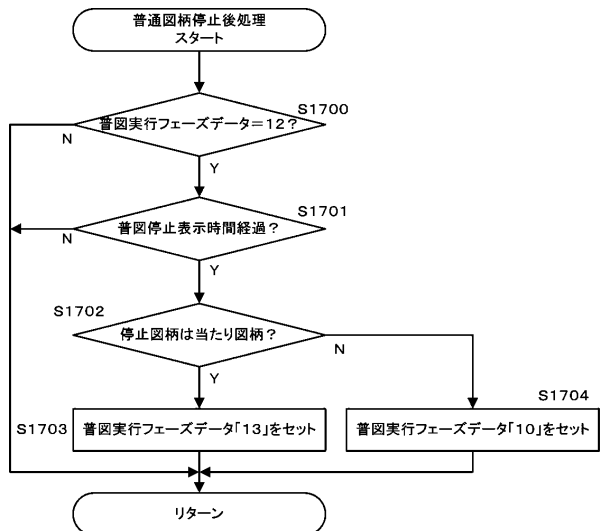 普通図柄停止後処理
スタート
S1700
普図実行フェーズデータ＝12？
N
Y
S1701
普図停止表示時間経過？
N
Y
S1702
停止図柄は当たり図柄？
N
Y
S1704
S1703
普図実行フェーズデータ「13」をセット
普図実行フェーズデータ「10」をセット
リターン